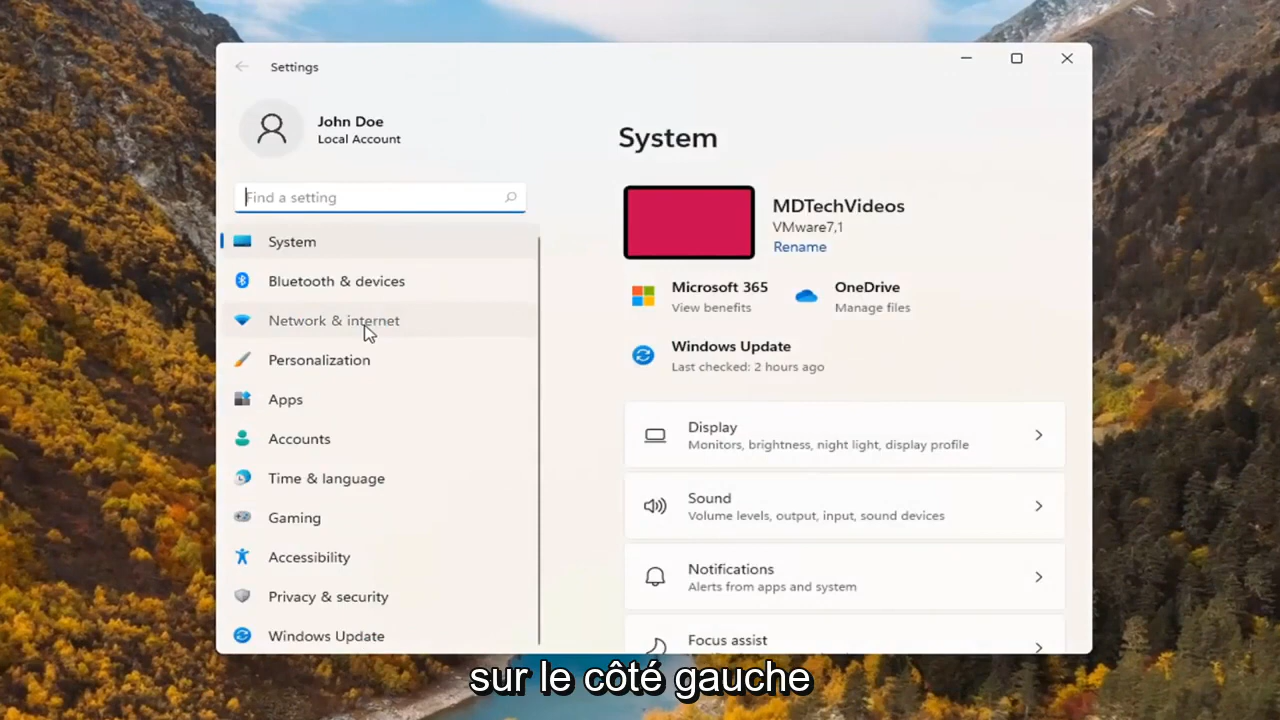 Settings
John Doe
Local Account
Find a setting
System
Bluetooth & devices
Network & internet
Personalization
Apps
Accounts
Time & language
Gaming
Accessibility
Privacy & security
Windows Update
System
MDTechVideos
VMware7,1
Rename
Microsoft 365
View benefits
OneDrive
Manage files
Windows Update
Last checked: 2 hours ago
Display
Monitors, brightness, night light, display profile
Sound
Volume levels, output, input, sound devices
Notifications
Alerts from apps and system
Focus assist
sur le côté gauche